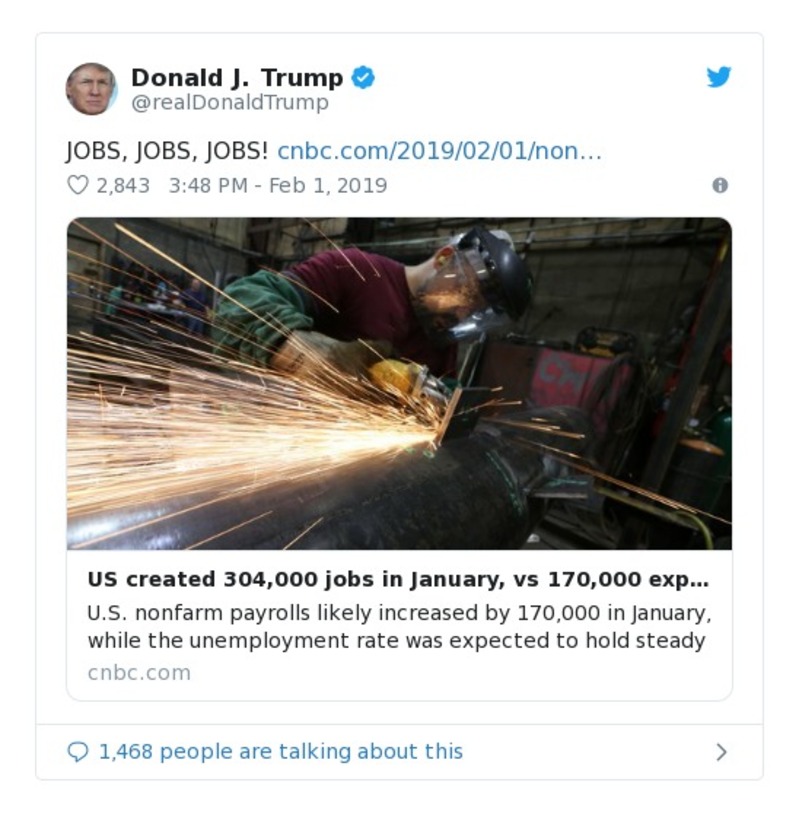 Donald J. Trump
@realDonaldTrump
JOBS, JOBS, JOBS! cnbc.com/2019/02/01/non…
2,843 3:48 PM - Feb 1, 2019
US created 304,000 jobs in January, vs 170,000 exp…
U.S. nonfarm payrolls likely increased by 170,000 in January,
while the unemployment rate was expected to hold steady
cnbc.com
1,468 people are talking about this